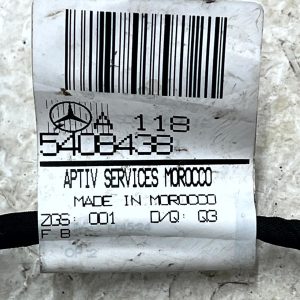 A 118
5408438
APTIV SERVICES MOROCCO
MADE IN MOROCCO
ZGS: 001 D/Q: Q3
F B